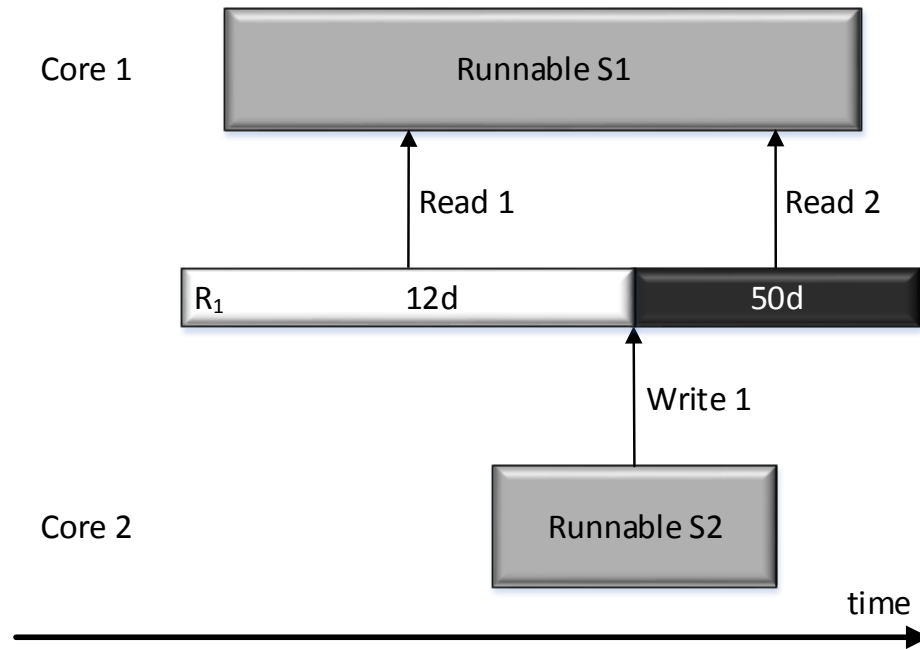 Core 1
Runnable S1
Read 1
Read 2
R₁
12d
50d
Write 1
Core 2
Runnable S2
time